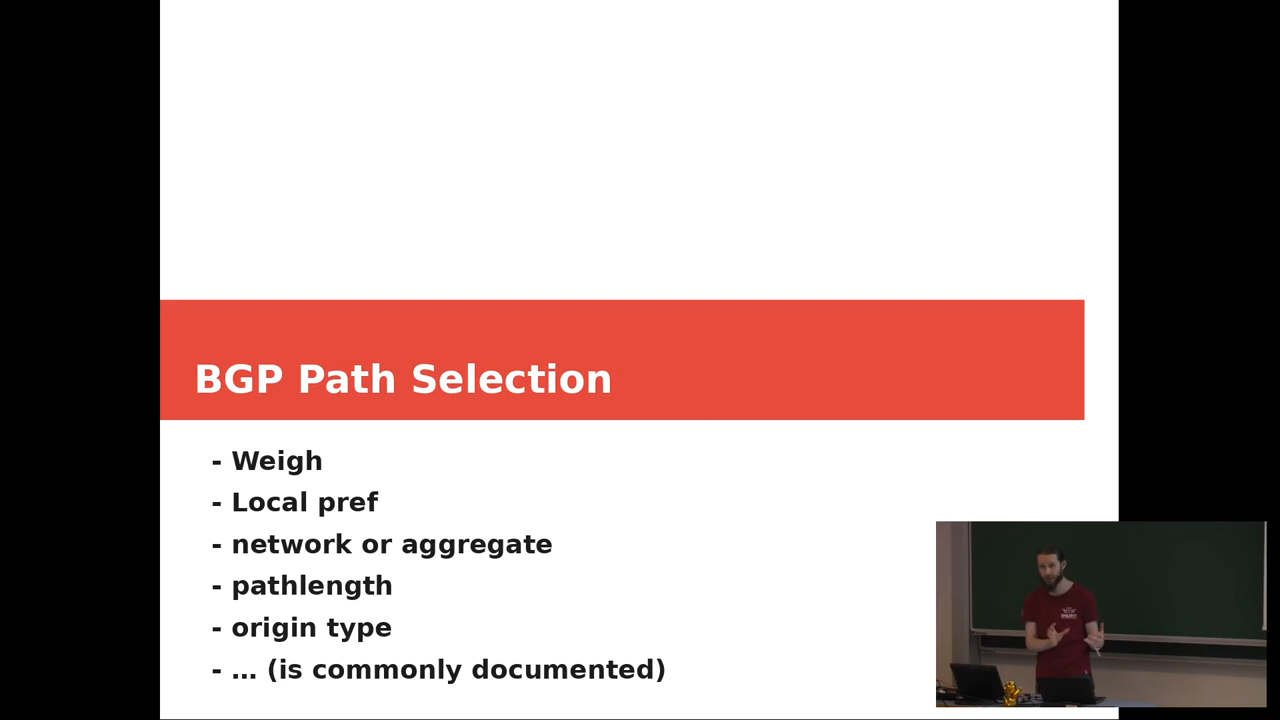 BGP Path Selection
- Weigh
- Local pref
- network or aggregate
- pathlength
- origin type
- … (is commonly documented)